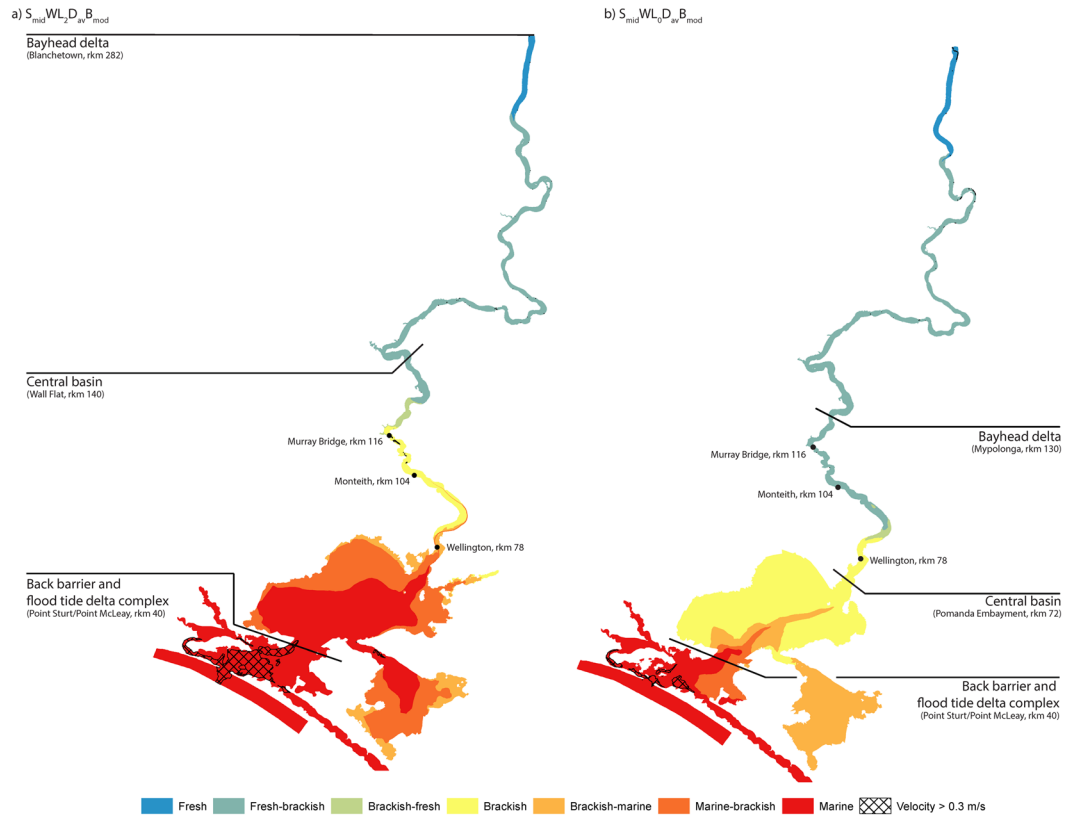 a) SmidWL2DavBmod
b) SmidWL0DavBmod
Bayhead delta
(Blanchetown, rkm 282)
Central basin
(Wall Flat, rkm 140)
Murray Bridge, rkm 116
Monteith, rkm 104
Wellington, rkm 78
Back barrier and
flood tide delta complex
(Point Sturt/Point McLeay, rkm 40)
Bayhead delta
(Mypolonga, rkm 130)
Murray Bridge, rkm 116
Monteith, rkm 104
Wellington, rkm 78
Central basin
(Pomanda Embayment, rkm 72)
Back barrier and
flood tide delta complex
(Point Sturt/Point McLeay, rkm 40)
Fresh Fresh-brackish Brackish-fresh Brackish Brackish-marine Marine-brackish Marine Velocity > 0.3 m/s